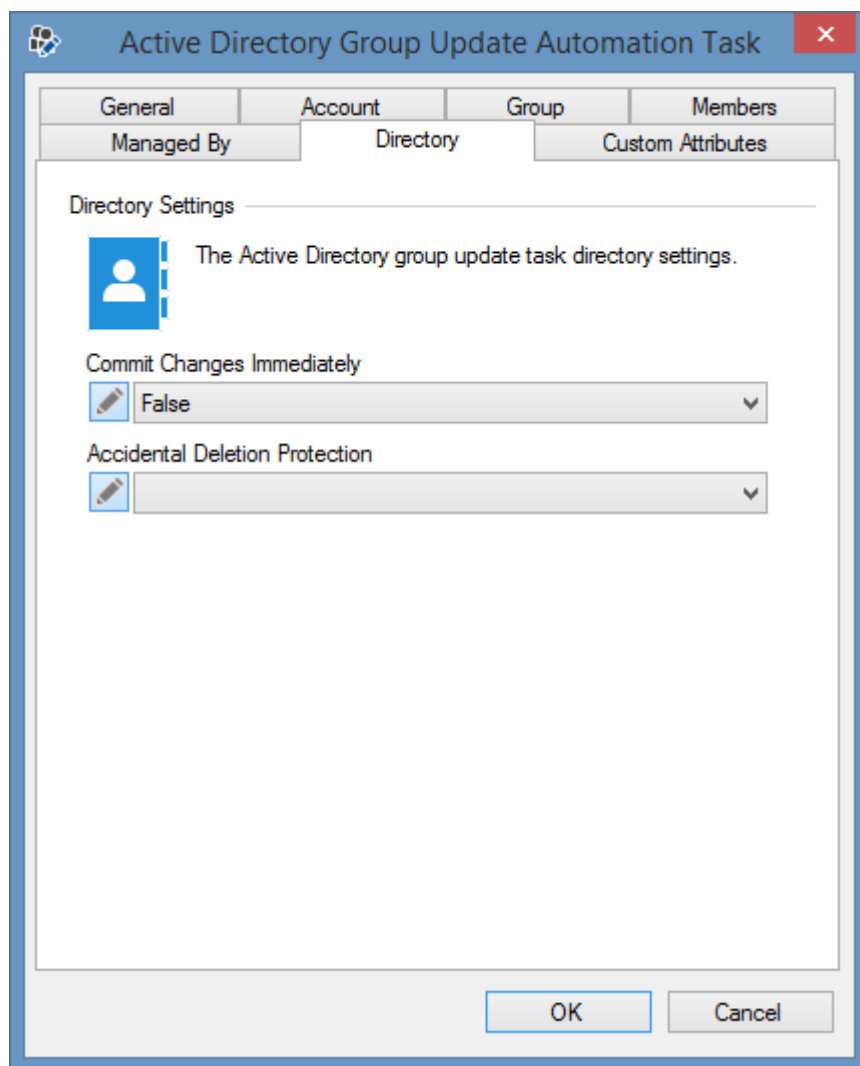 Active Directory Group Update Automation Task
General Account Group Members
Managed By Directory Custom Attributes
Directory Settings
The Active Directory group update task directory settings.
Commit Changes Immediately
False
Accidental Deletion Protection
OK Cancel